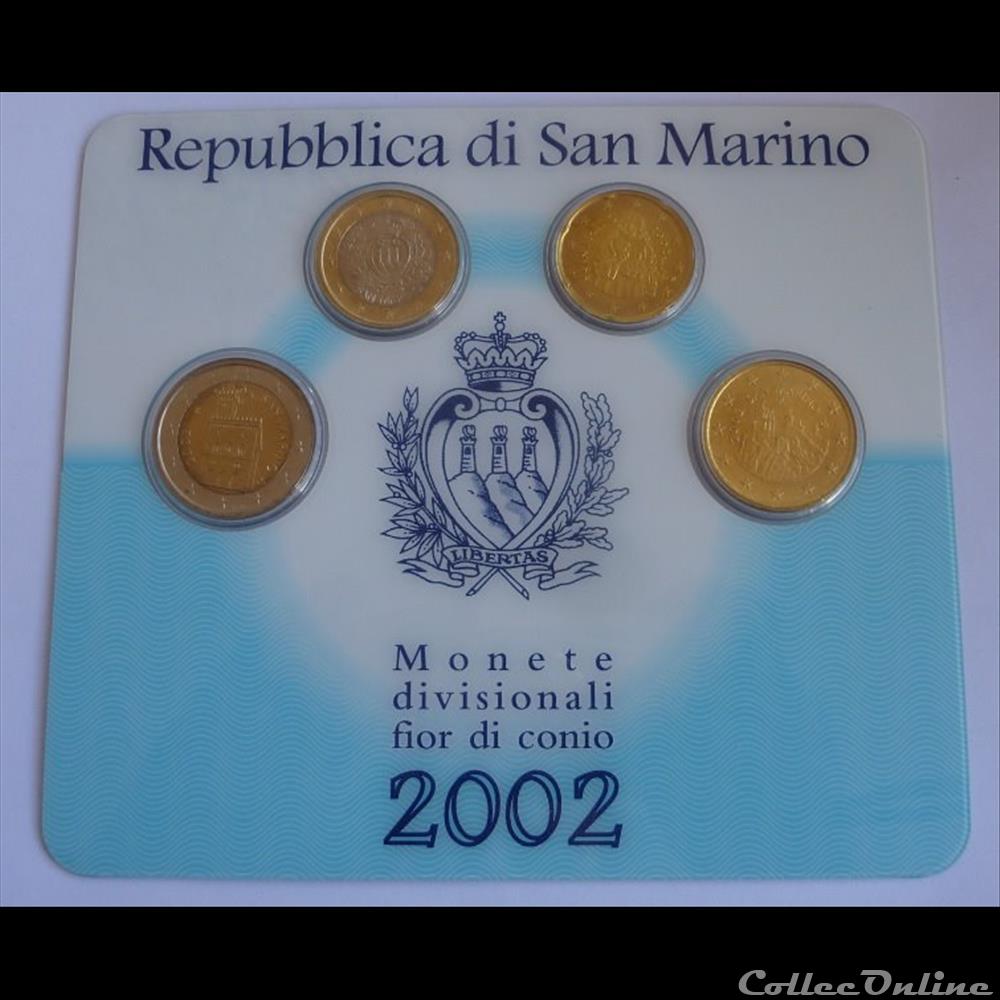 Repubblica di San Marino
LIBERTAS
Monete
divisionali
fior di conio
2002
CollecOnline